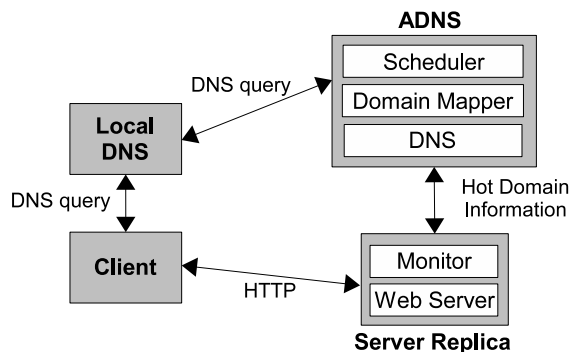 ADNS
Scheduler
Domain Mapper
DNS
DNS query
Local
DNS
DNS query
Hot Domain
Information
Client
HTTP
Monitor
Web Server
Server Replica